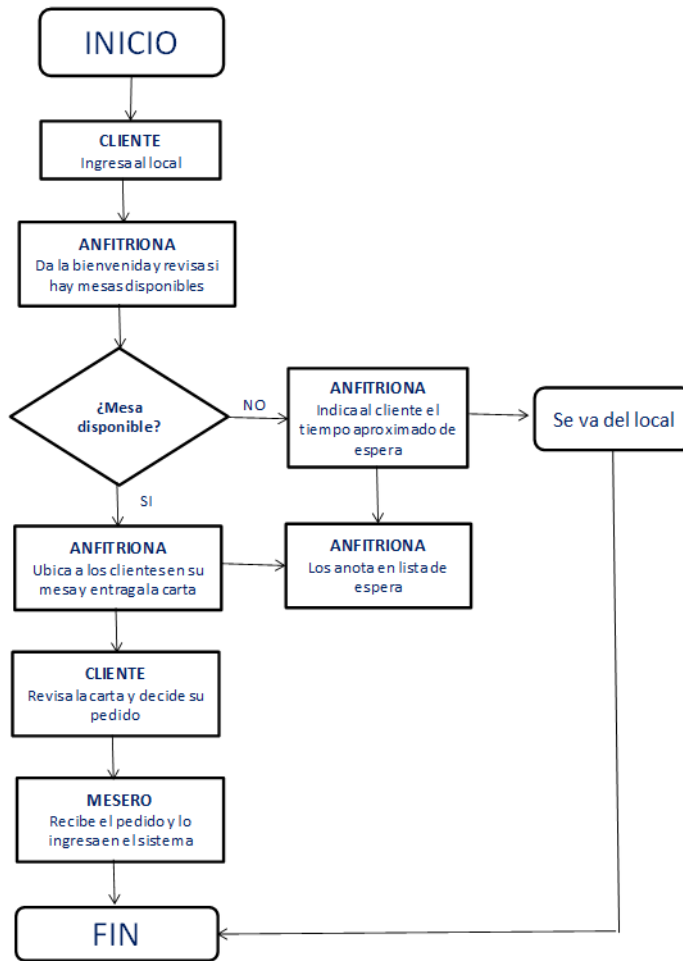 INICIO
CLIENTE
Ingresa al local
ANFITRIONA
Da la bienvenida y revisa si
hay mesas disponibles
¿Mesa
disponible?
NO
ANFITRIONA
Indica al cliente el
tiempo aproximado de
espera
Se va del local
SI
ANFITRIONA
Ubica a los clientes en su
mesa y entraga la carta
ANFITRIONA
Los anota en lista de
espera
CLIENTE
Revisa la carta y decide su
pedido
MESERO
Recibe el pedido y lo
ingresa en el sistema
FIN